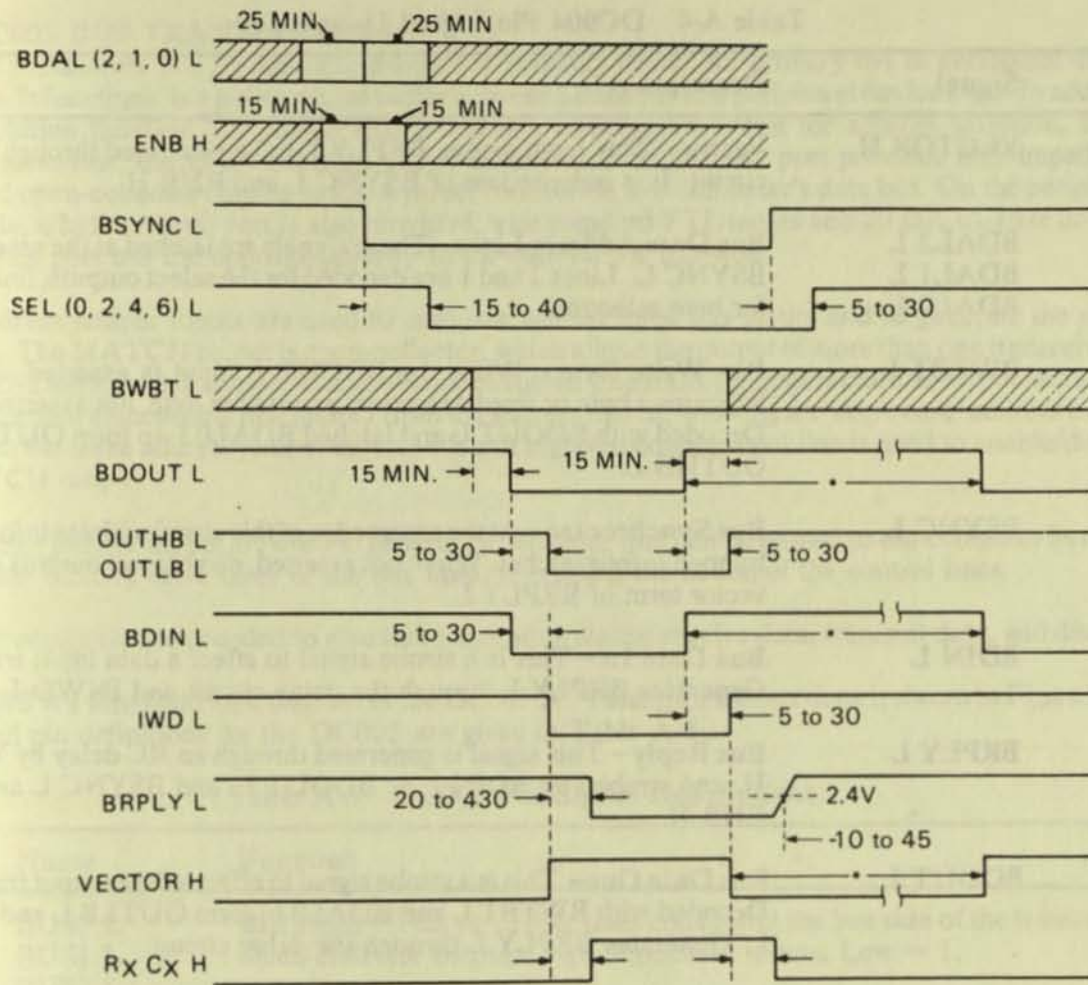 25 MIN
25 MIN
BDAL (2, 1, 0) L
15 MIN
15 MIN
ENB H
BSYNC L
SEL (0, 2, 4, 6) L
15 to 40
5 to 30
BWBT L
BDOUT L
15 MIN.
15 MIN.
OUTHB L
OUTLB L
5 to 30
5 to 30
BDIN L
5 to 30
IWD L
5 to 30
BRPLY L
20 to 430
2.4V
-10 to 45
VECTOR H
RX CX H